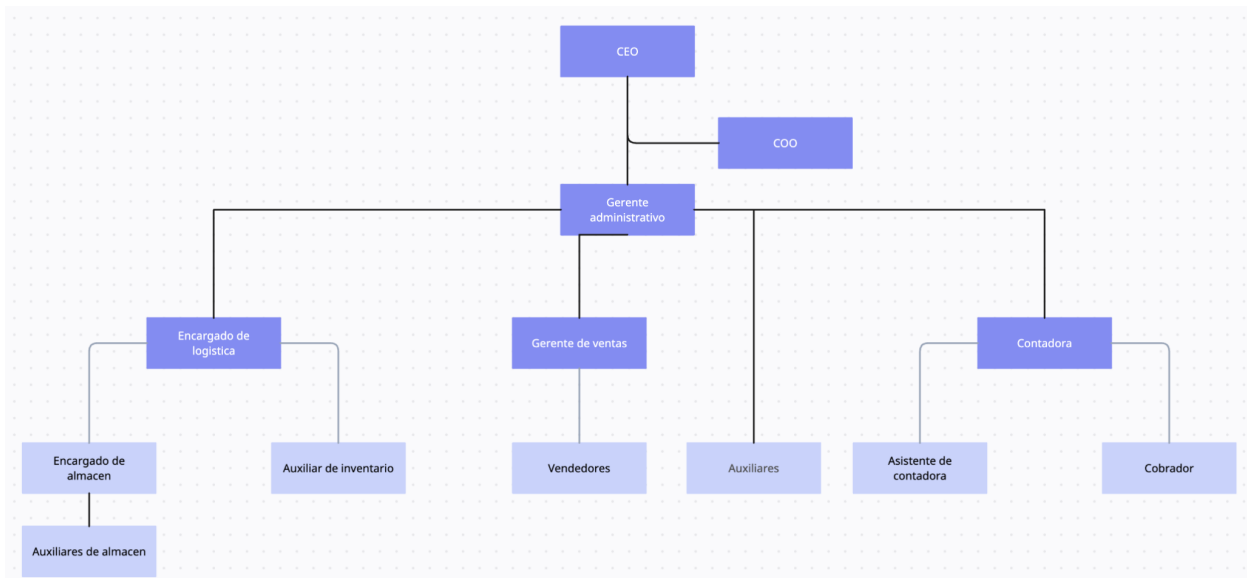 CEO
COO
Gerente
administrativo
Encargado de
logistica
Gerente de ventas
Contadora
Encargado de
almacen
Auxiliar de inventario
Vendedores
Auxiliares
Asistente de
contadora
Cobrador
Auxiliares de almacen